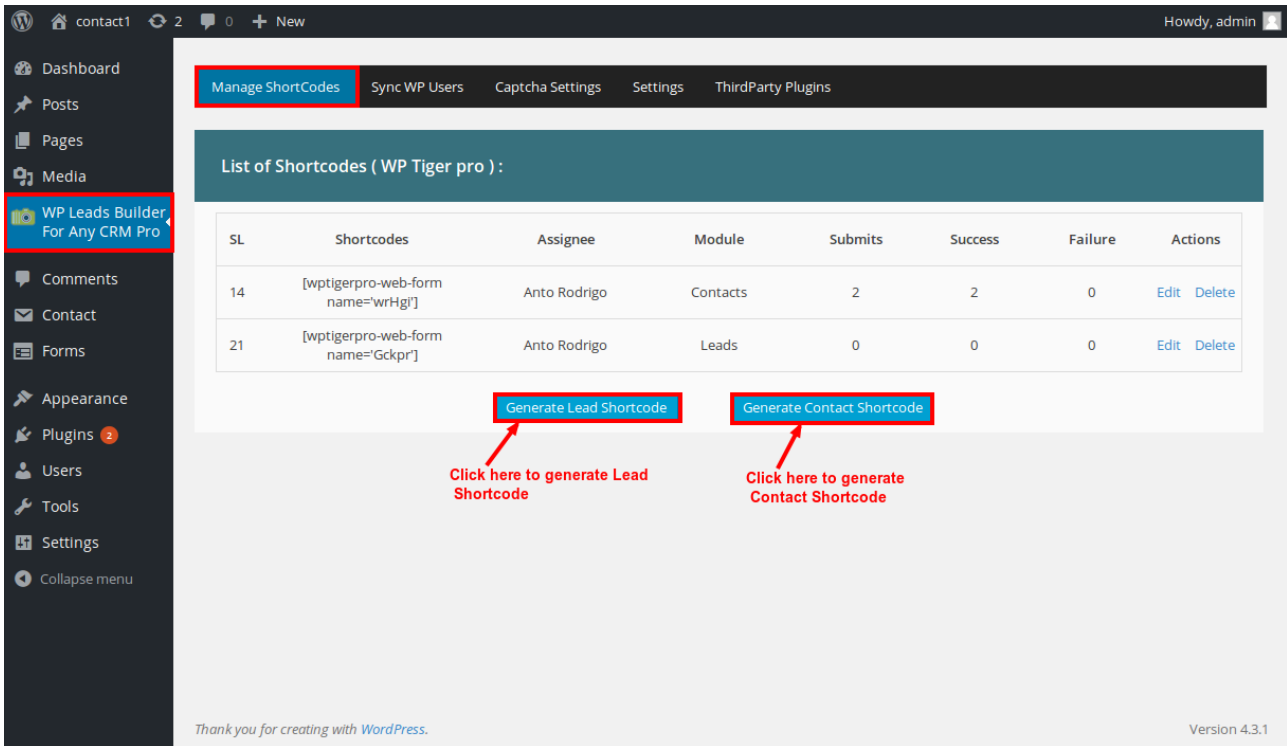 contact1 2 0 New Howdy, admin
Dashboard
Posts
Pages
Media
WP Leads Builder
For Any CRM Pro
Comments
Contact
Forms
Appearance
Plugins 2
Users
Tools
Settings
Collapse menu
Manage ShortCodes Sync WP Users Captcha Settings Settings ThirdParty Plugins
List of Shortcodes ( WP Tiger pro ) :
SL Shortcodes Assignee Module Submits Success Failure Actions
14 [wptigerpro-web-form name='wrHgi'] Anto Rodrigo Contacts 2 2 0 Edit Delete
21 [wptigerpro-web-form name='Gckpr'] Anto Rodrigo Leads 0 0 0 Edit Delete
Generate Lead Shortcode Generate Contact Shortcode
Click here to generate Lead
Shortcode
Click here to generate
Contact Shortcode
Thank you for creating with WordPress. Version 4.3.1